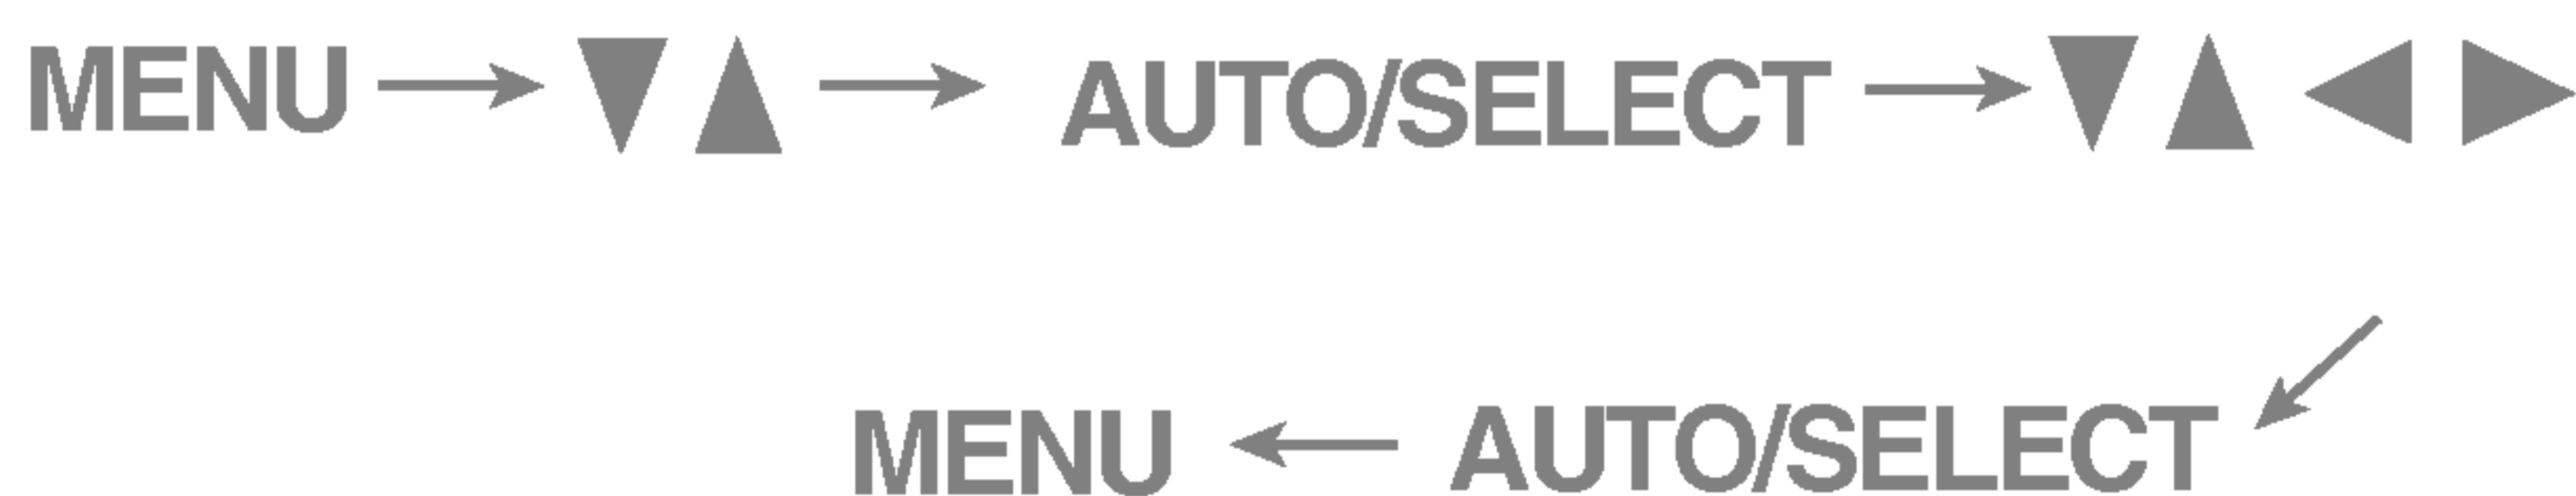 MENU → ▼ ▲ → AUTO/SELECT → ▼ ▲ ◀ ▶
MENU ← AUTO/SELECT